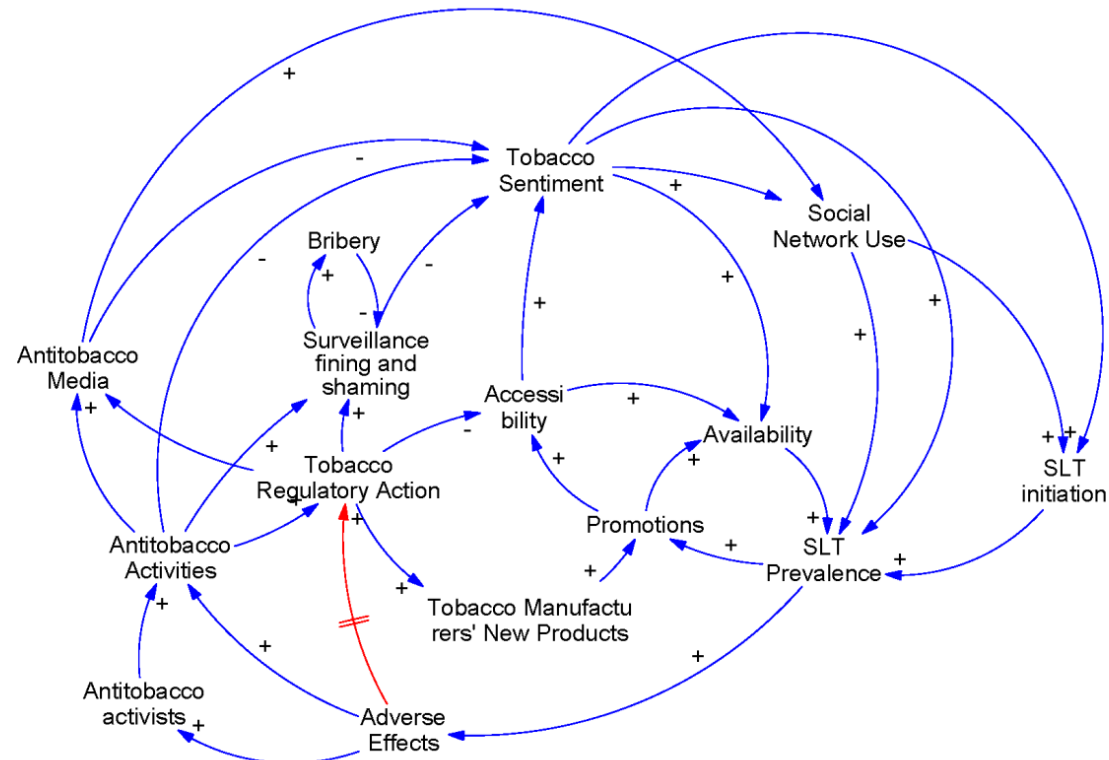 +
-
Tobacco
Sentiment
+
Social
Network Use
Bribery
-
+
-
+
+
-
+
+
Surveillance
fining and
shaming
Antitobacco
Media
+
+
+
Accessi
bility
+
-
Availability
+
+
+
+
Tobacco
Regulatory Action
+
+
SLT
initiation
+
+
Promotions
+
Antitobacco
Activities
+
SLT
Prevalence
+
+
+
+
Tobacco Manufactu
rers' New Products
+
+
+
Antitobacco
activists
+
Adverse
Effects